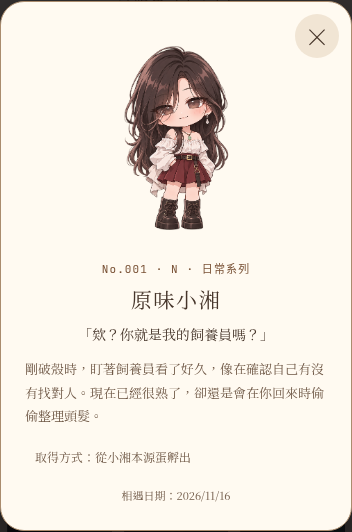 No.001 · N · 日常系列
原味小湘
「欸？你就是我的飼養員嗎？」
剛破殼時，盯著飼養員看了好久，像在確認自己有沒
有找對人。現在已經很熟了，卻還是會在你回來時偷
偷整理頭髮。
取得方式：從小湘本源蛋孵出
相遇日期：2026/11/16